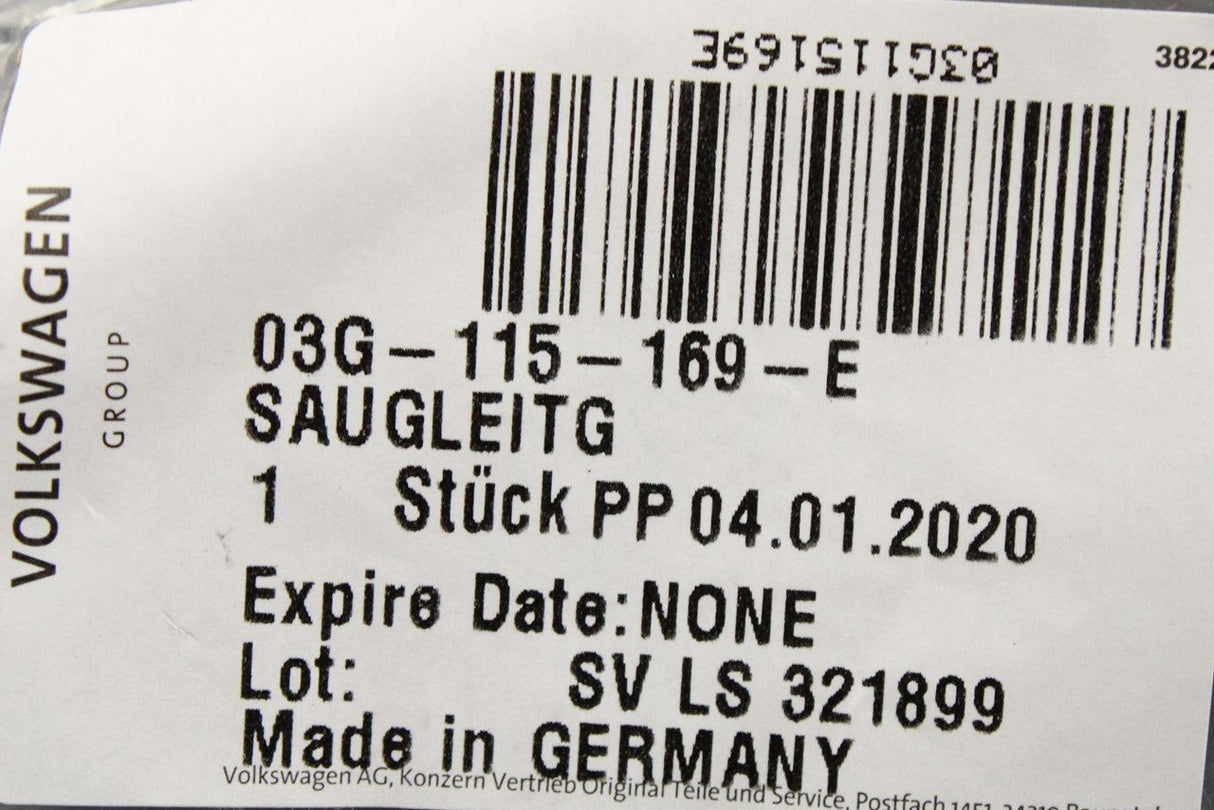 03G115169E
3822
VOLKSWAGEN
GROUP
03G-115-169-E
SAUGLEITG
1 Stück PP 04.01.2020
Expire Date:NONE
Lot: SV LS 321899
Made in GERMANY
Volkswagen AG, Konzern Vertrieb Original Teile und Service, Postfach